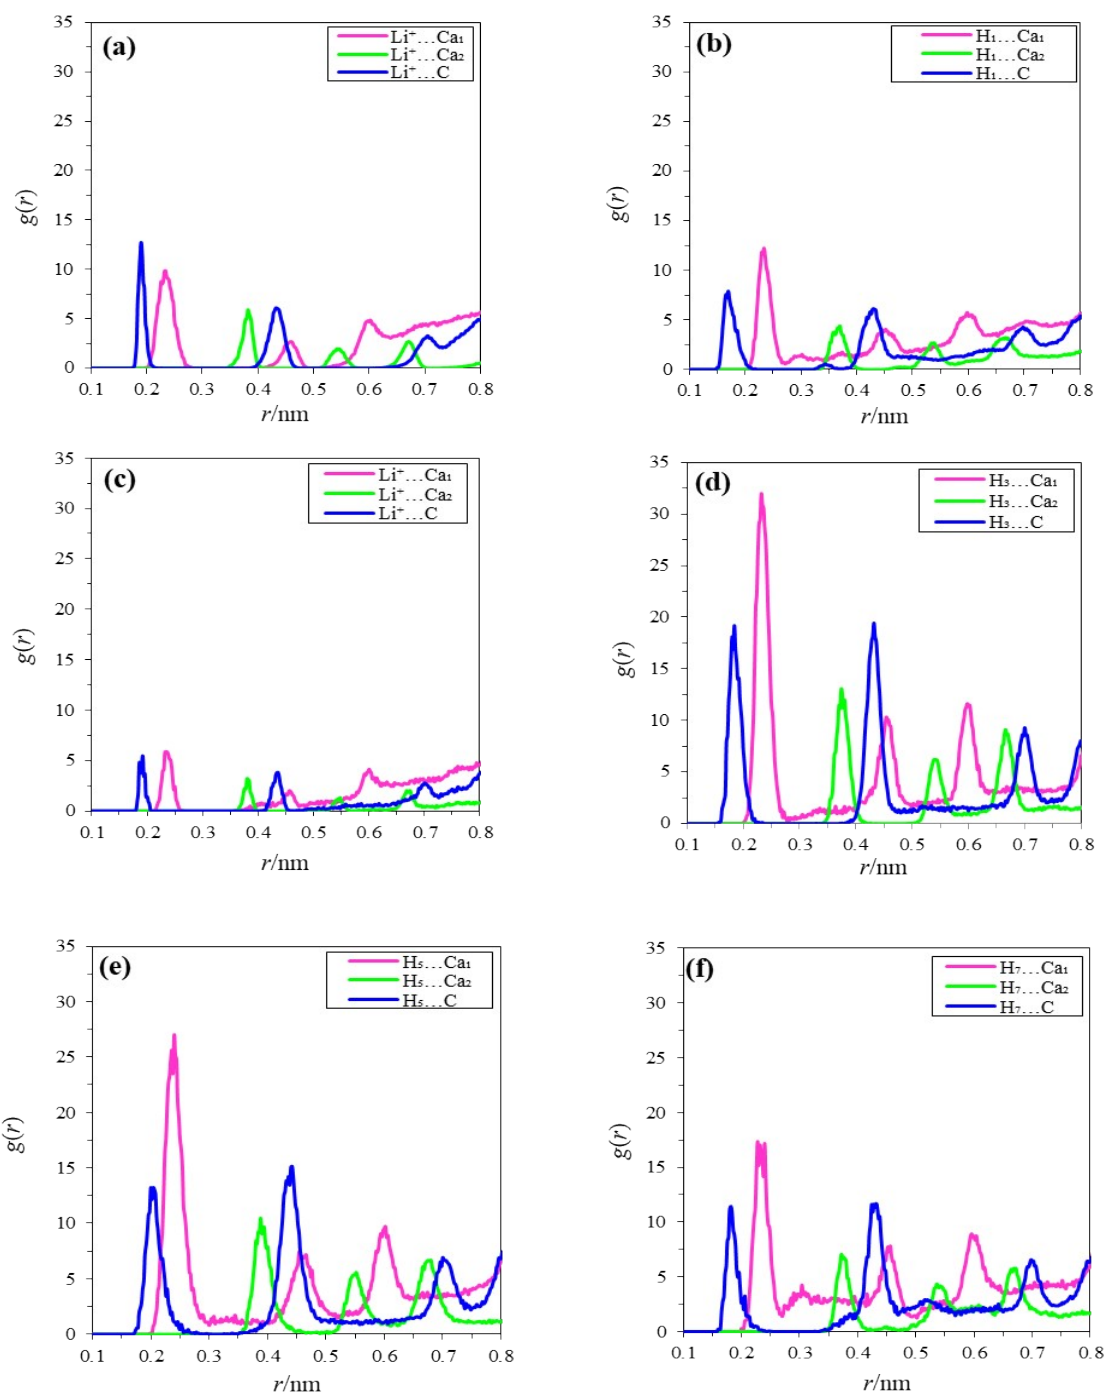 (a)
Li⁺…Ca₁
Li⁺…Ca₂
Li⁺…C
35
30
25
20
15
10
5
0
g(r)
0.1 0.2 0.3 0.4 0.5 0.6 0.7 0.8
r/nm
(b)
H₁…Ca₁
H₁…Ca₂
H₁…C
35
30
25
20
15
10
5
0
g(r)
0.1 0.2 0.3 0.4 0.5 0.6 0.7 0.8
r/nm
(c)
Li⁺…Ca₁
Li⁺…Ca₂
Li⁺…C
35
30
25
20
15
10
5
0
g(r)
0.1 0.2 0.3 0.4 0.5 0.6 0.7 0.8
r/nm
(d)
H₃…Ca₁
H₃…Ca₂
H₃…C
35
30
25
20
15
10
5
0
g(r)
0.1 0.2 0.3 0.4 0.5 0.6 0.7 0.8
r/nm
(e)
H₅…Ca₁
H₅…Ca₂
H₅…C
35
30
25
20
15
10
5
0
g(r)
0.1 0.2 0.3 0.4 0.5 0.6 0.7 0.8
r/nm
(f)
H₇…Ca₁
H₇…Ca₂
H₇…C
35
30
25
20
15
10
5
0
g(r)
0.1 0.2 0.3 0.4 0.5 0.6 0.7 0.8
r/nm